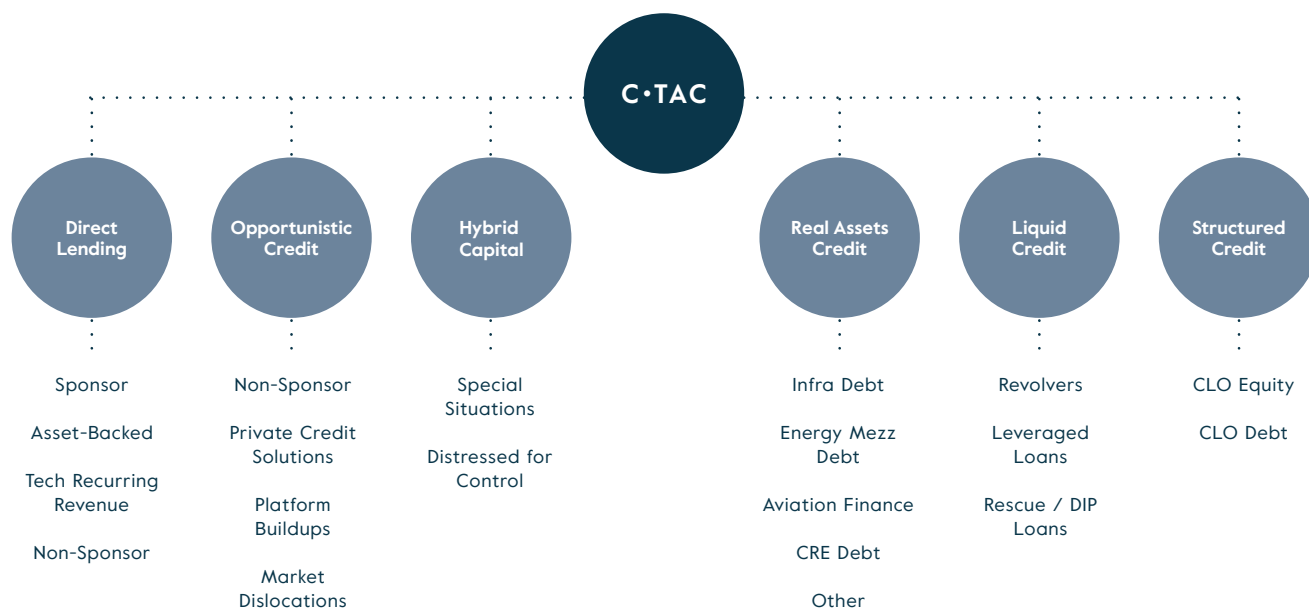 C•TAC
Direct
Lending
Opportunistic
Credit
Hybrid
Capital
Real Assets
Credit
Liquid
Credit
Structured
Credit
Sponsor
Asset-Backed
Tech Recurring
Revenue
Non-Sponsor
Non-Sponsor
Private Credit
Solutions
Platform
Buildups
Market
Dislocations
Special
Situations
Distressed for
Control
Infra Debt
Energy Mezz
Debt
Aviation Finance
CRE Debt
Other
Revolvers
Leveraged
Loans
Rescue / DIP
Loans
CLO Equity
CLO Debt